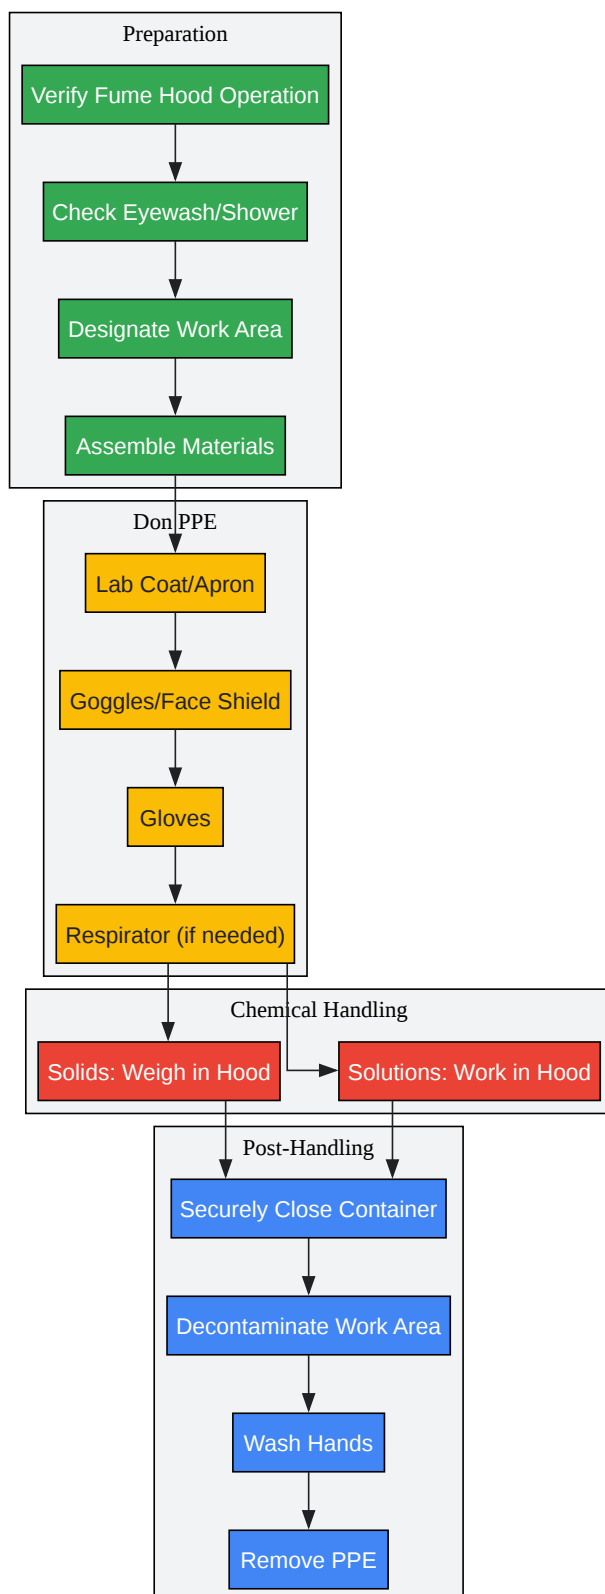 Preparation
Verify Fume Hood Operation
Check Eyewash/Shower
Designate Work Area
Assemble Materials
Don PPE
Lab Coat/Apron
Goggles/Face Shield
Gloves
Respirator (if needed)
Chemical Handling
Solids: Weigh in Hood
Solutions: Work in Hood
Post-Handling
Securely Close Container
Decontaminate Work Area
Wash Hands
Remove PPE